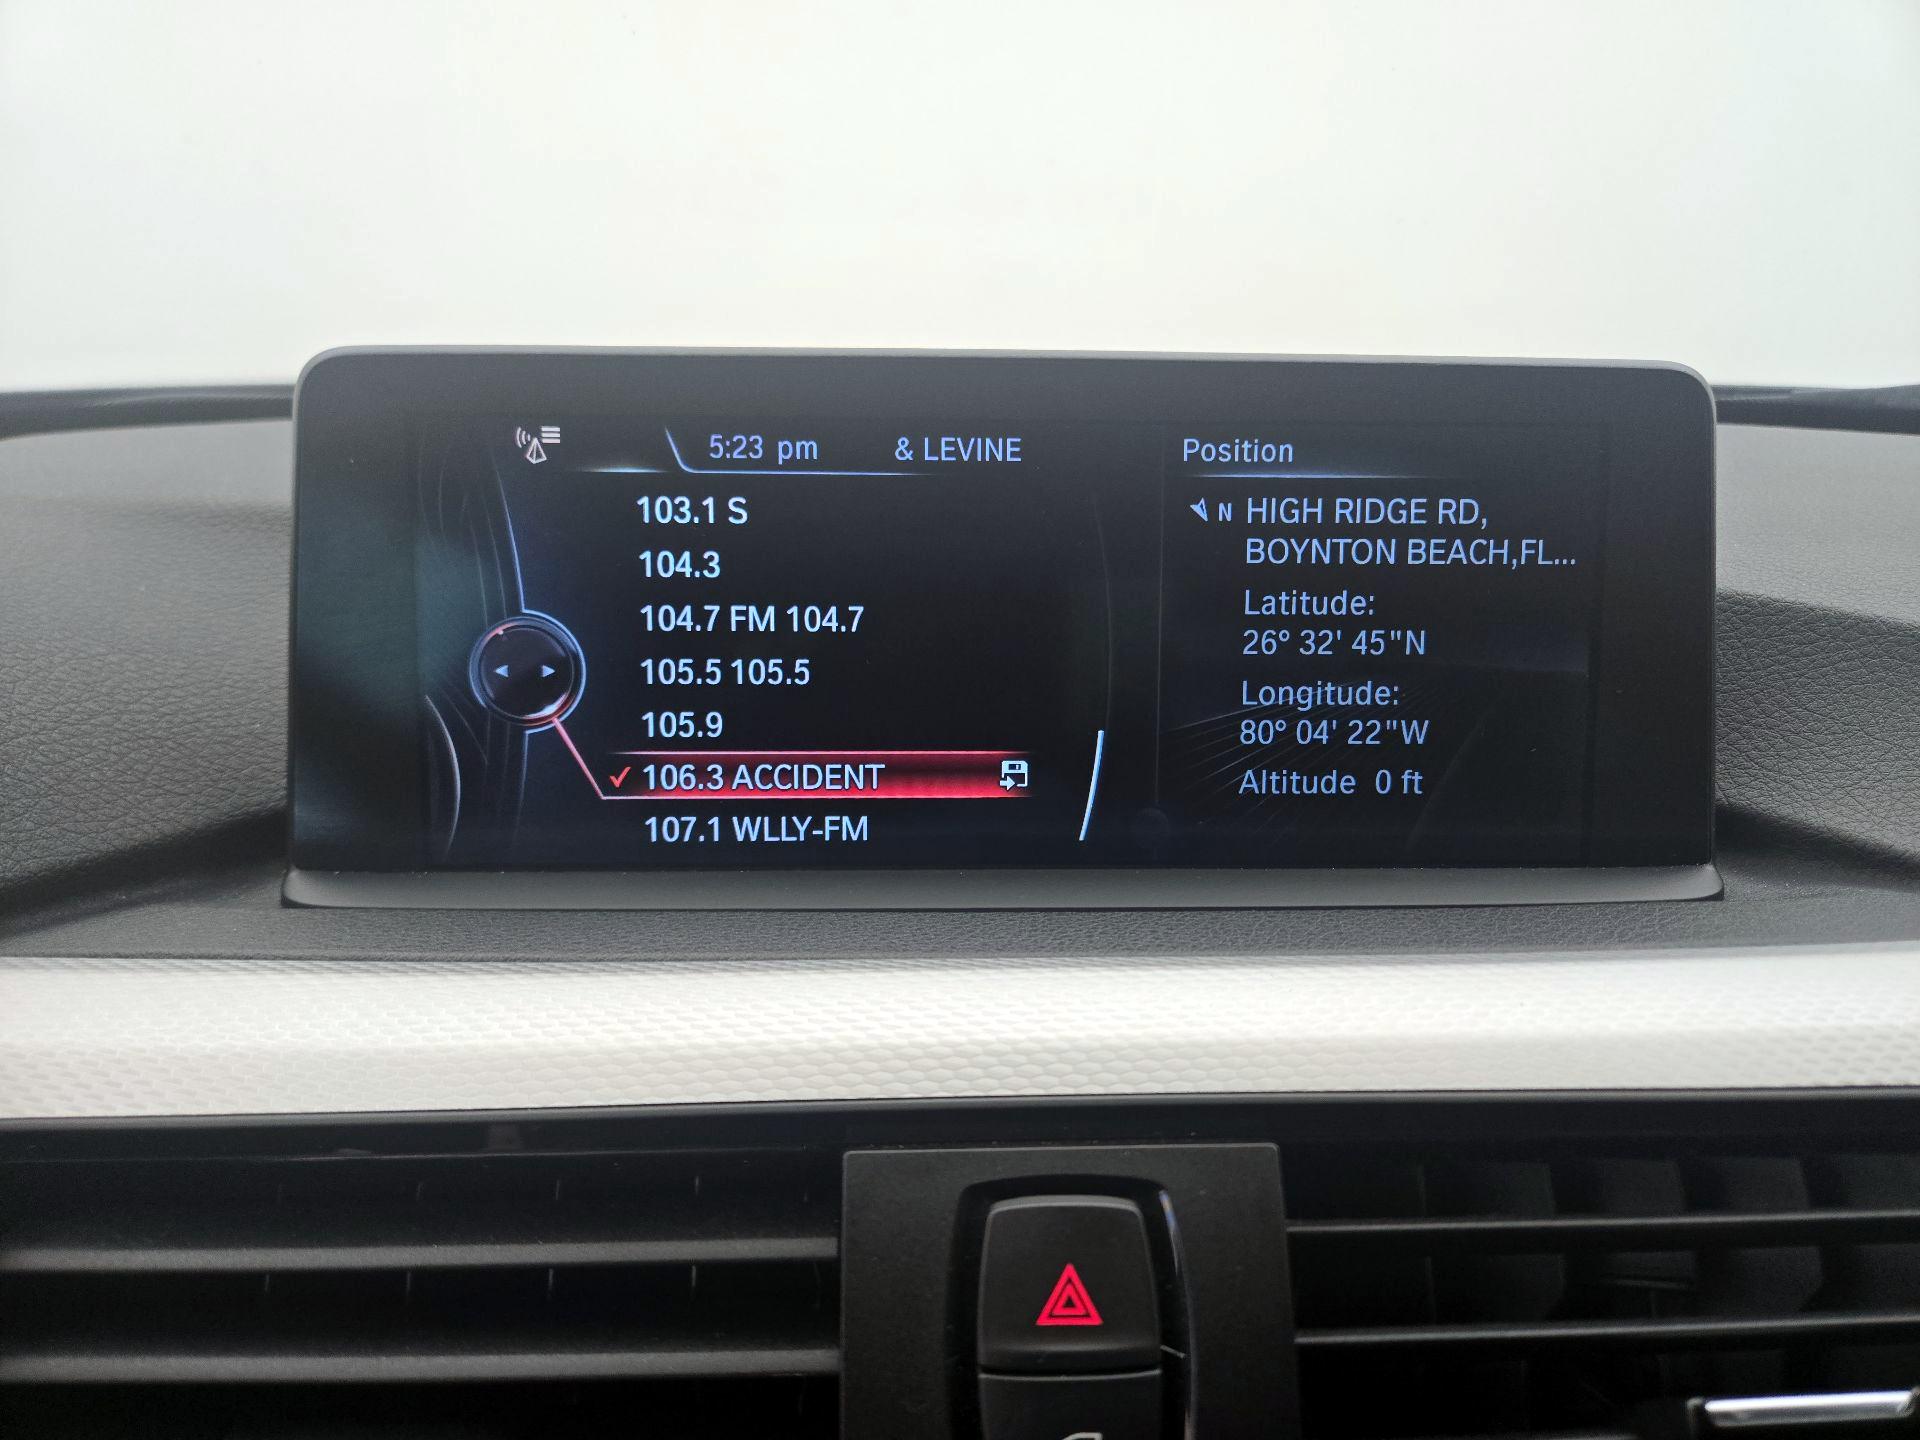 5:23 pm & LEVINE
103.1 S
104.3
104.7 FM 104.7
105.5 105.5
105.9
106.3 ACCIDENT
107.1 WLLY-FM
Position
N HIGH RIDGE RD,
BOYNTON BEACH,FL...
Latitude:
26° 32' 45"N
Longitude:
80° 04' 22"W
Altitude 0 ft